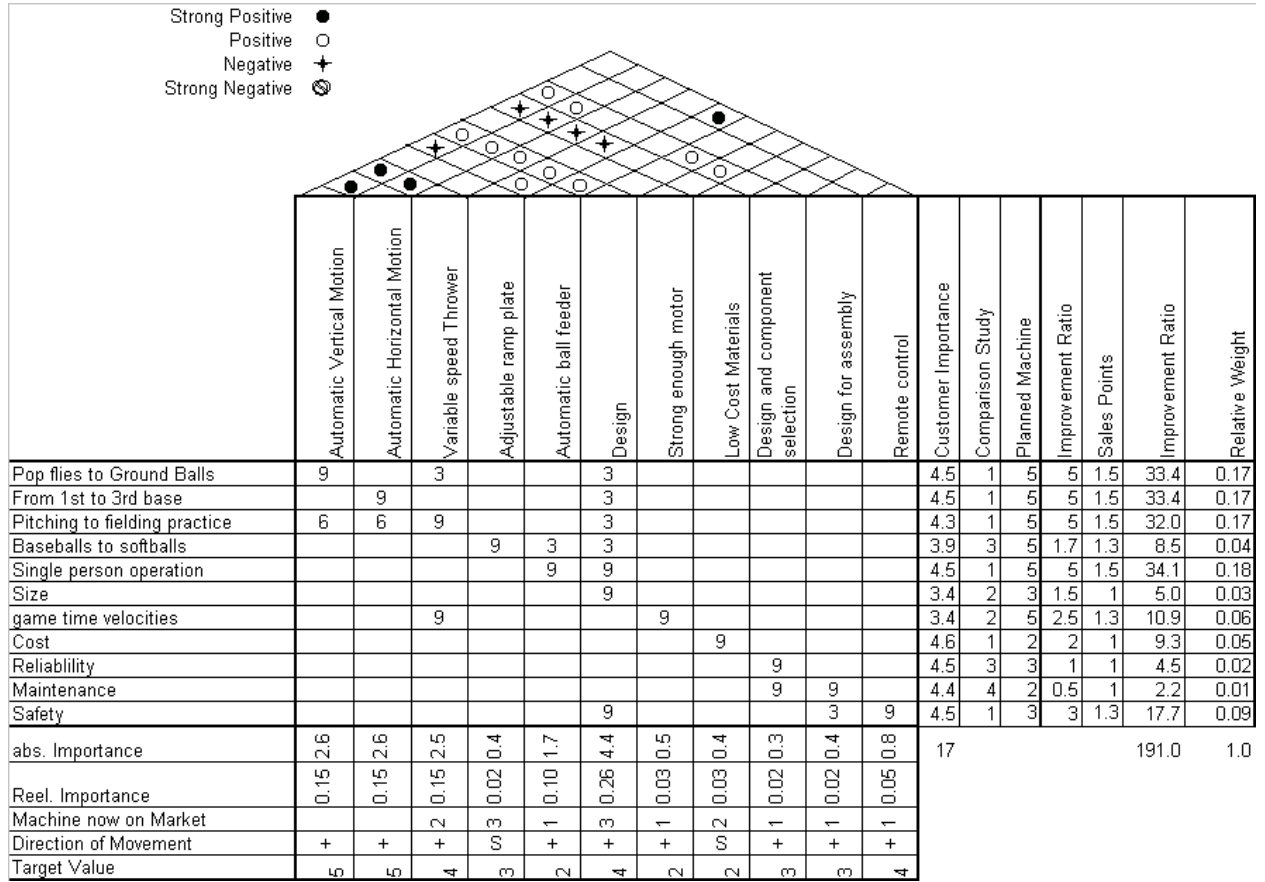 Strong Positive
Positive
Negative
Strong Negative
Automatic Vertical Motion
Automatic Horizontal Motion
Variable speed Thrower
Adjustable ramp plate
Automatic ball feeder
Design
Strong enough motor
Low Cost Materials
Design and component
selection
Design for assembly
Remote control
Customer Importance
Comparison Study
Planned Machine
Improvement Ratio
Sales Points
Improvement Ratio
Relative Weight
Pop flies to Ground Balls 9 3 3 4.5 1 5 5 1.5 33.4 0.17
From 1st to 3rd base 9 3 4.5 1 5 5 1.5 33.4 0.17
Pitching to fielding practice 6 6 9 3 4.3 1 5 5 1.5 32.0 0.17
Baseballs to softballs 9 3 3 3.9 3 5 1.7 1.3 8.5 0.04
Single person operation 9 9 4.5 1 5 5 1.5 34.1 0.18
Size 9 3.4 2 3 1.5 1 5.0 0.03
game time velocities 9 9 3.4 2 5 2.5 1.3 10.9 0.06
Cost 9 4.6 1 2 2 1 9.3 0.05
Reliablility 9 4.5 3 3 1 1 4.5 0.02
Maintenance 9 9 4.4 4 2 0.5 1 2.2 0.01
Safety 9 3 9 4.5 1 3 3 1.3 17.7 0.09
abs. Importance 2.6 2.6 2.5 0.4 1.7 4.4 0.5 0.4 0.3 0.4 0.8 17 191.0 1.0
Reel. Importance 0.15 0.15 0.15 0.02 0.10 0.26 0.03 0.03 0.02 0.02 0.05
Machine now on Market 2 3 1 3 1 2 1 1 1
Direction of Movement + + + S + + + S + + +
Target Value 5 5 4 3 2 4 2 2 3 3 4